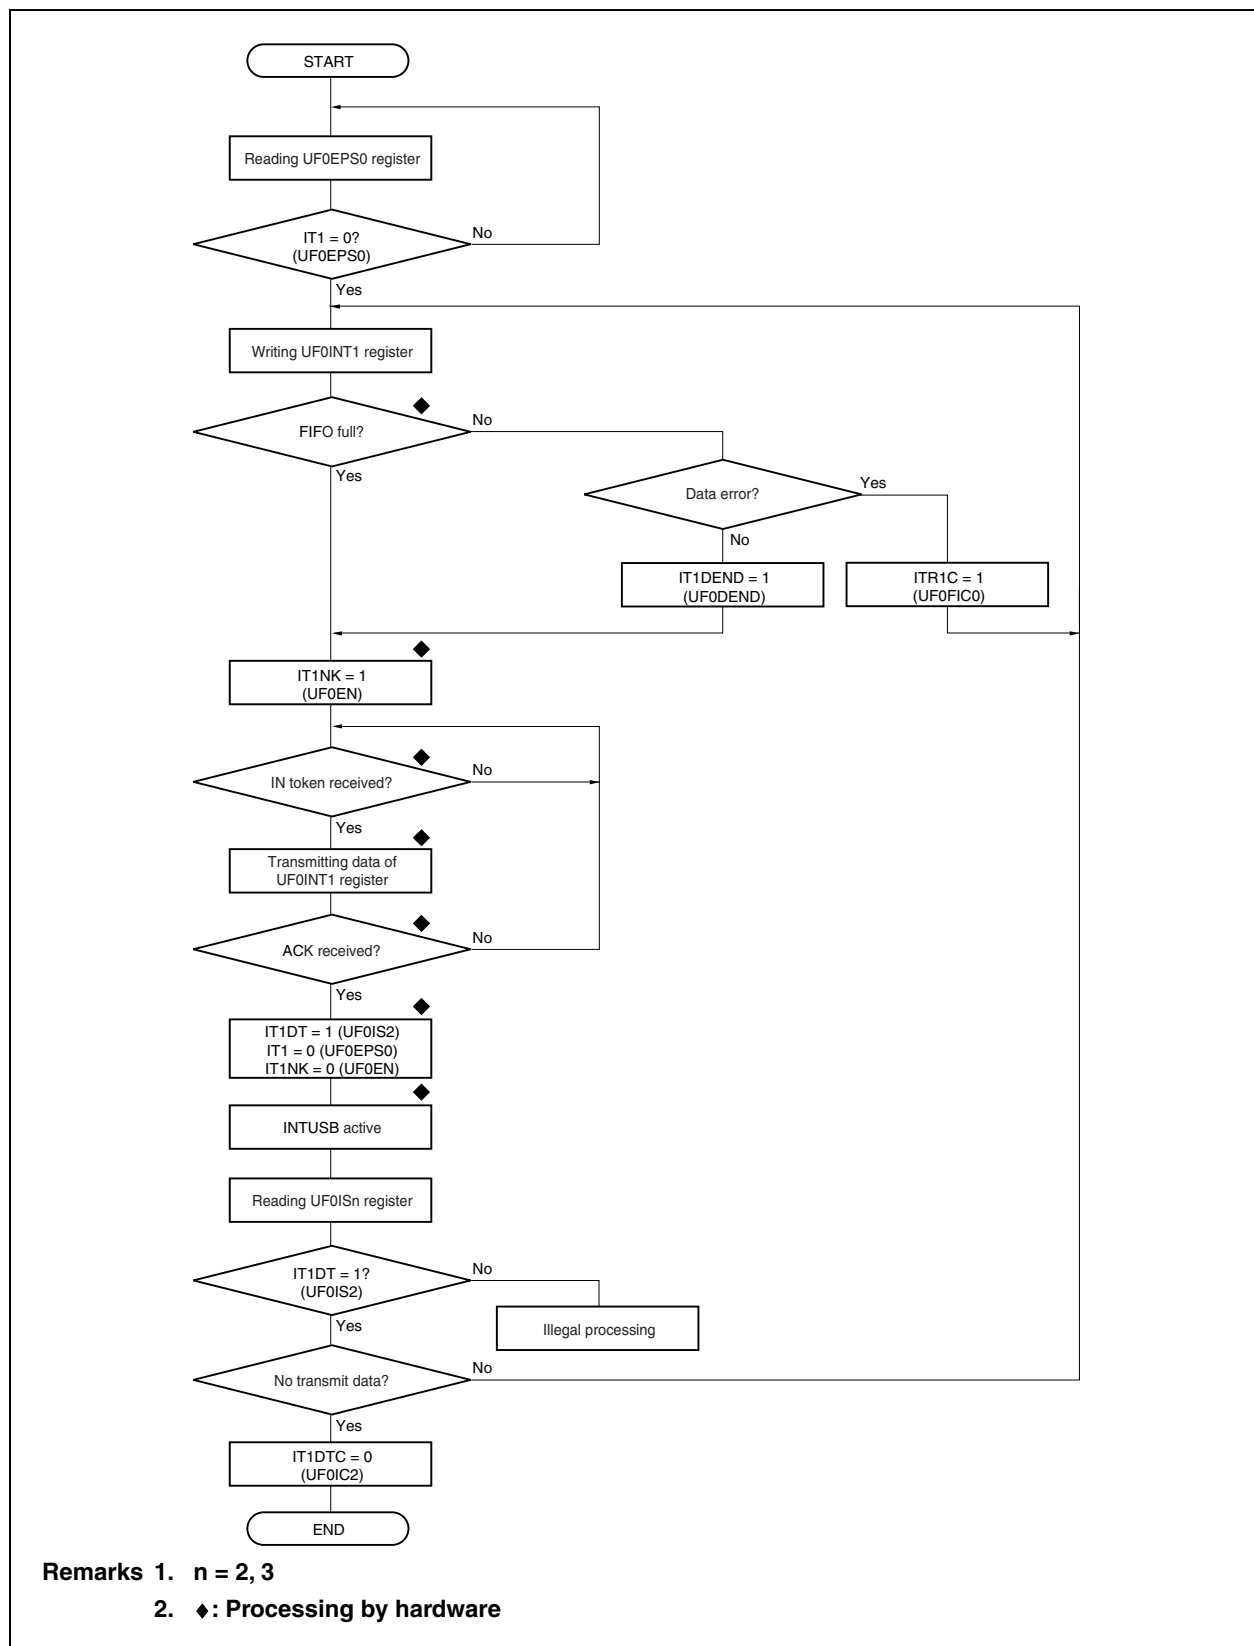 START
Reading UF0EPS0 register
IT1 = 0?
(UF0EPS0)
No
Yes
Writing UF0INT1 register
FIFO full?
No
Yes
Data error?
Yes
No
IT1DEND = 1
(UF0DEND)
ITR1C = 1
(UF0FIC0)
IT1NK = 1
(UF0EN)
IN token received?
No
Yes
Transmitting data of
UF0INT1 register
ACK received?
No
Yes
IT1DT = 1 (UF0IS2)
IT1 = 0 (UF0EPS0)
IT1NK = 0 (UF0EN)
INTUSB active
Reading UF0ISn register
IT1DT = 1?
(UF0IS2)
No
Yes
Illegal processing
No transmit data?
No
Yes
IT1DTC = 0
(UF0IC2)
END
Remarks 1. n = 2, 3
2. ♦: Processing by hardware